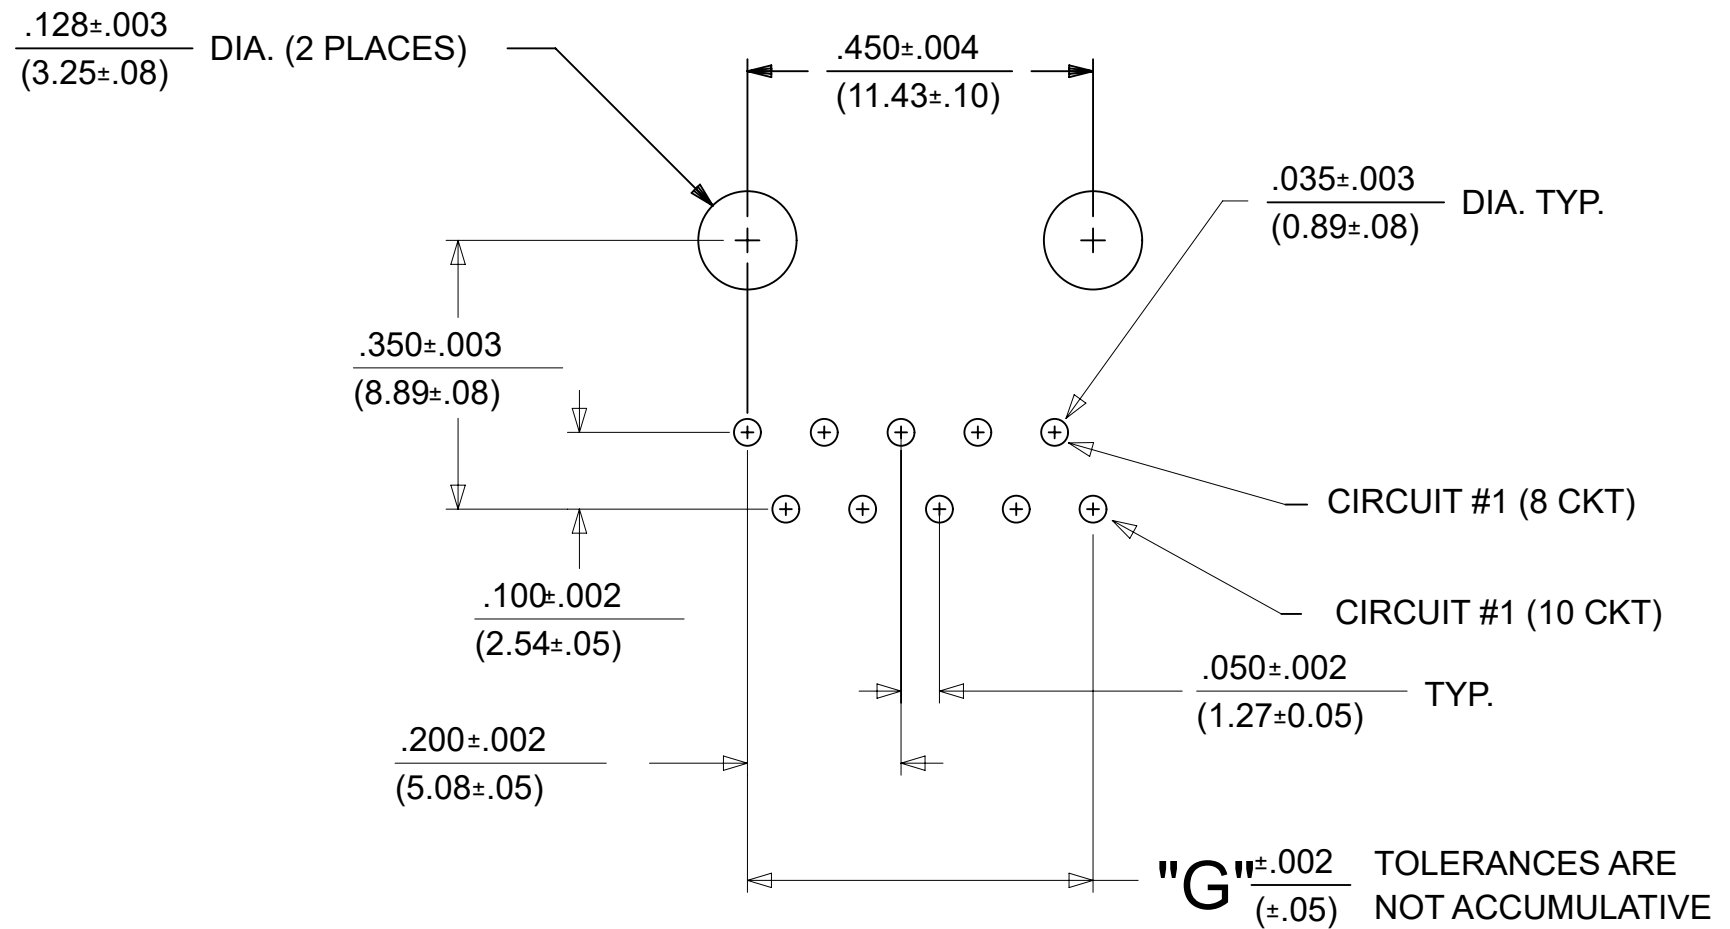 .128±.003
(3.25±.08)
DIA. (2 PLACES)
.450±.004
(11.43±.10)
.035±.003
(0.89±.08)
DIA. TYP.
.350±.003
(8.89±.08)
CIRCUIT #1 (8 CKT)
.100±.002
(2.54±.05)
CIRCUIT #1 (10 CKT)
.050±.002
(1.27±0.05)
TYP.
.200±.002
(5.08±.05)
"G"
±.002
(±.05)
TOLERANCES ARE
NOT ACCUMULATIVE